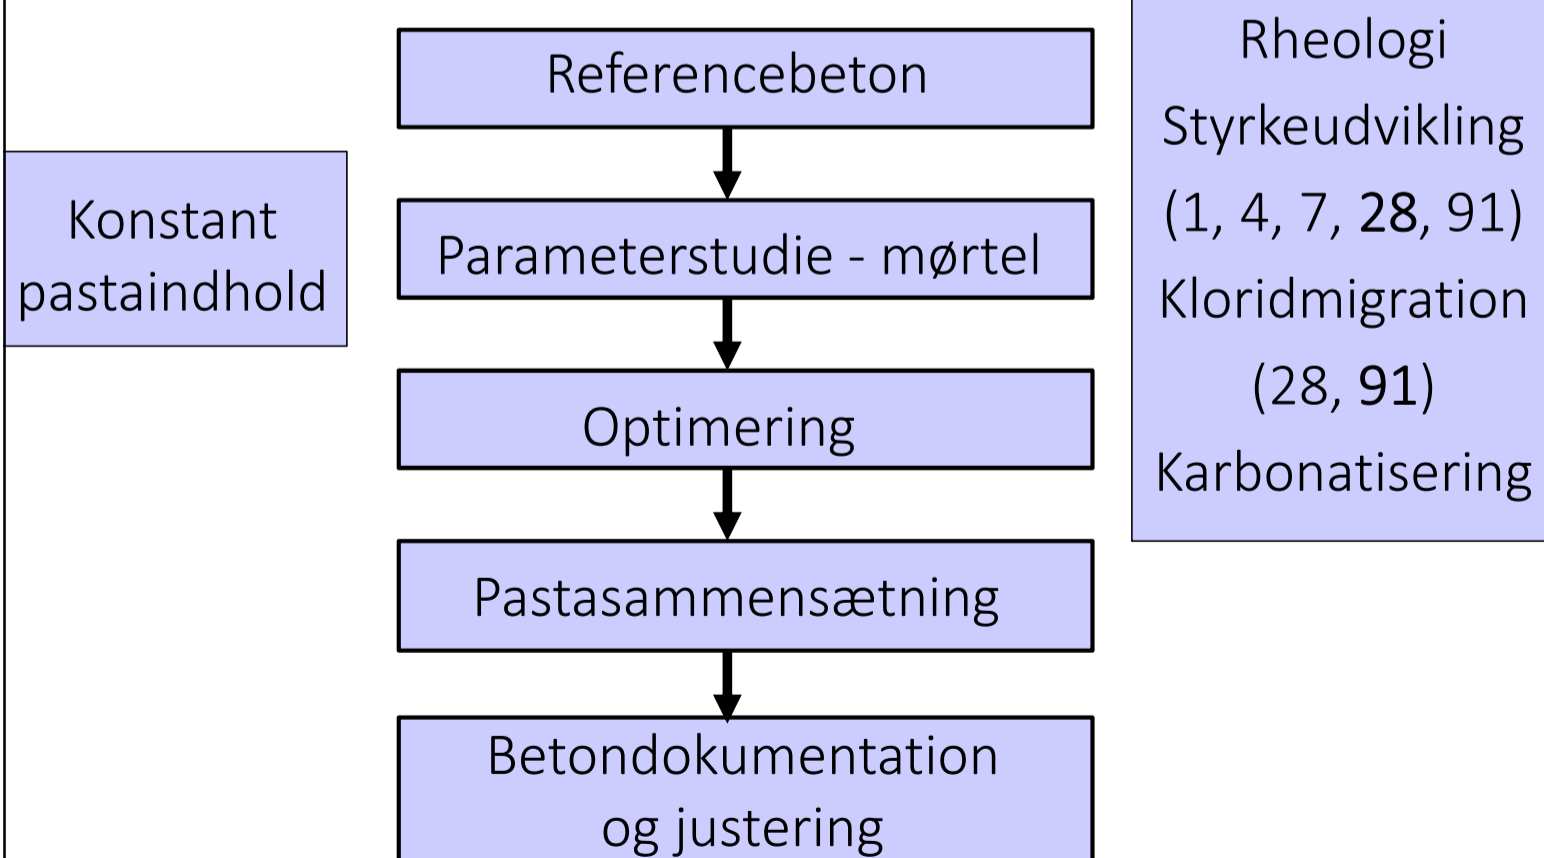 Referencebeton
Parameterstudie - mørtel
Optimering
Pastasammensætning
Betondokumentation
og justering
Konstant
pastaindhold
Rheologi
Styrkeudvikling
(1, 4, 7, 28, 91)
Kloridmigration
(28, 91)
Karbonatisering